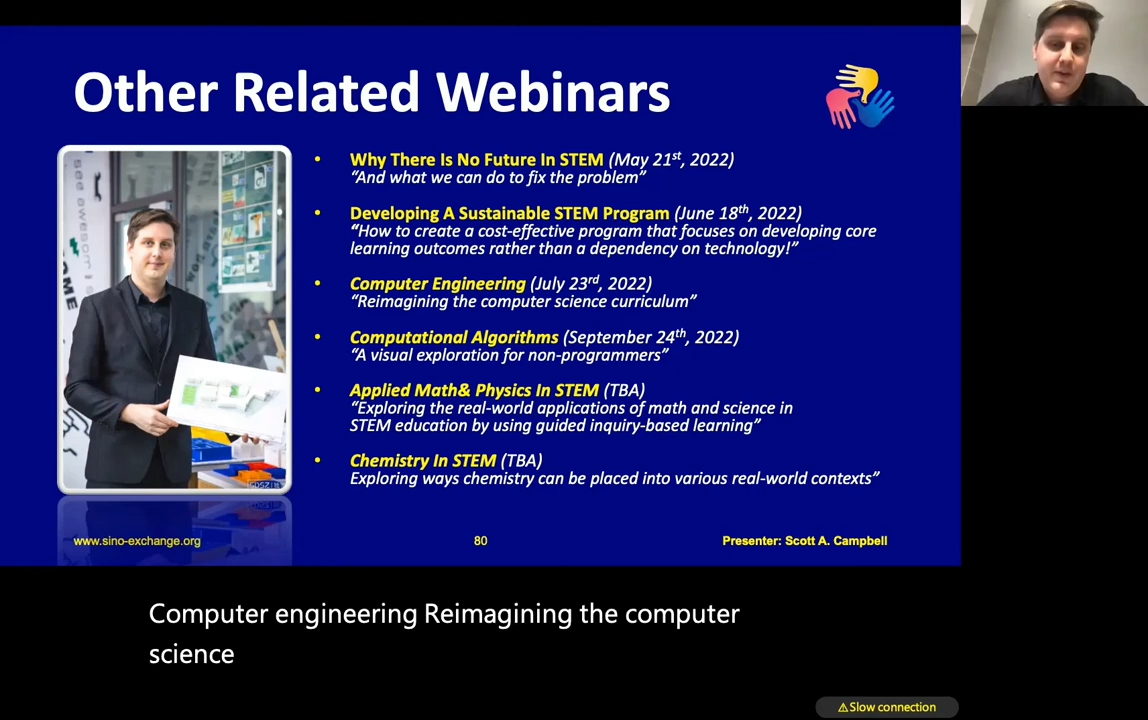 Other Related Webinars
• Why There Is No Future In STEM (May 21st, 2022)
“And what we can do to fix the problem”
• Developing A Sustainable STEM Program (June 18th, 2022)
“How to create a cost-effective program that focuses on developing core
learning outcomes rather than a dependency on technology!”
• Computer Engineering (July 23rd, 2022)
“Reimagining the computer science curriculum”
• Computational Algorithms (September 24th, 2022)
“A visual exploration for non-programmers”
• Applied Math& Physics In STEM (TBA)
“Exploring the real-world applications of math and science in
STEM education by using guided inquiry-based learning”
• Chemistry In STEM (TBA)
Exploring ways chemistry can be placed into various real-world contexts”
www.sino-exchange.org
80
Presenter: Scott A. Campbell
Computer engineering Reimagining the computer
science
⚠Slow connection